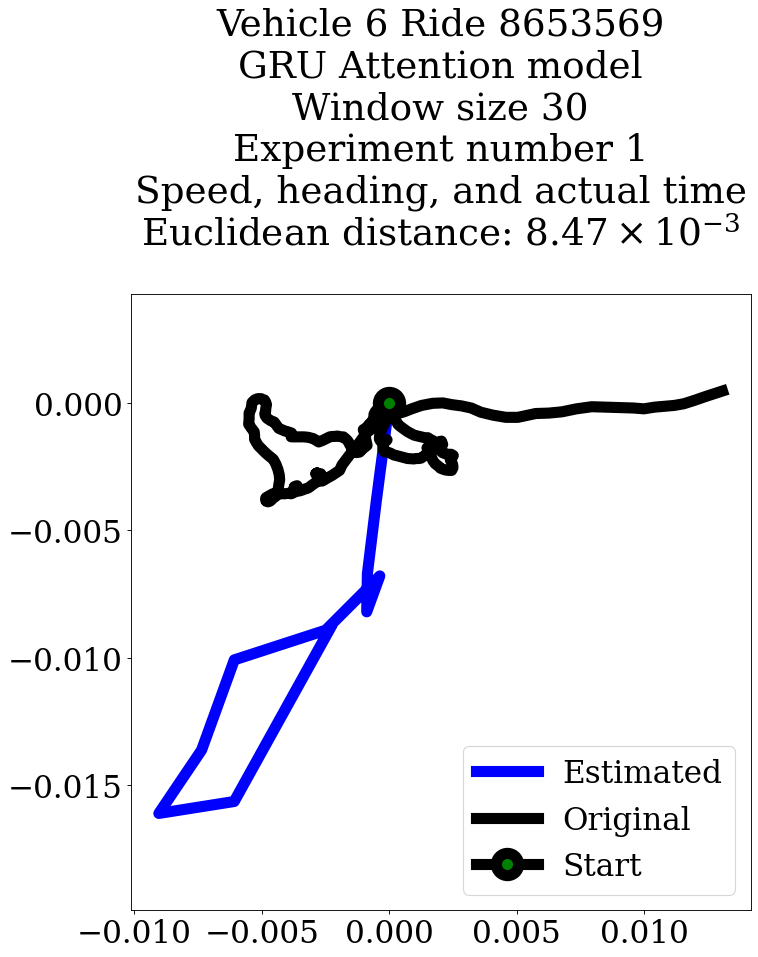 Vehicle 6 Ride 8653569
GRU Attention model
Window size 30
Experiment number 1
Speed, heading, and actual time
Euclidean distance: 8.47 × 10⁻³
0.000
−0.005
−0.010
−0.015
Estimated
Original
Start
−0.010 −0.005 0.000 0.005 0.010